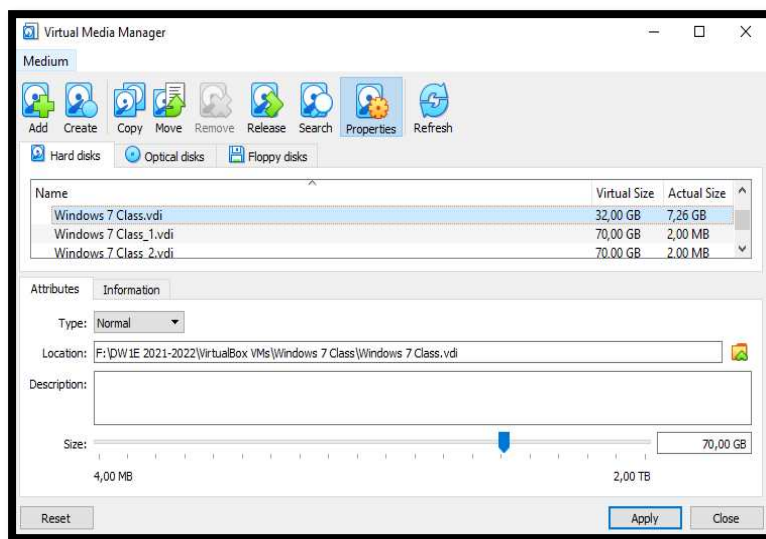 Virtual Media Manager
Medium
Add Create Copy Move Remove Release Search Properties Refresh
Hard disks Optical disks Floppy disks
Name Virtual Size Actual Size
Windows 7 Class.vdi 32,00 GB 7,26 GB
Windows 7 Class_1.vdi 70,00 GB 2,00 MB
Windows 7 Class_2.vdi 70,00 GB 2,00 MB
Attributes Information
Type: Normal
Location: F:\DW1E 2021-2022\VirtualBox VMs\Windows 7 Class\Windows 7 Class.vdi
Description:
Size: 70,00 GB
4,00 MB 2,00 TB
Reset Apply Close